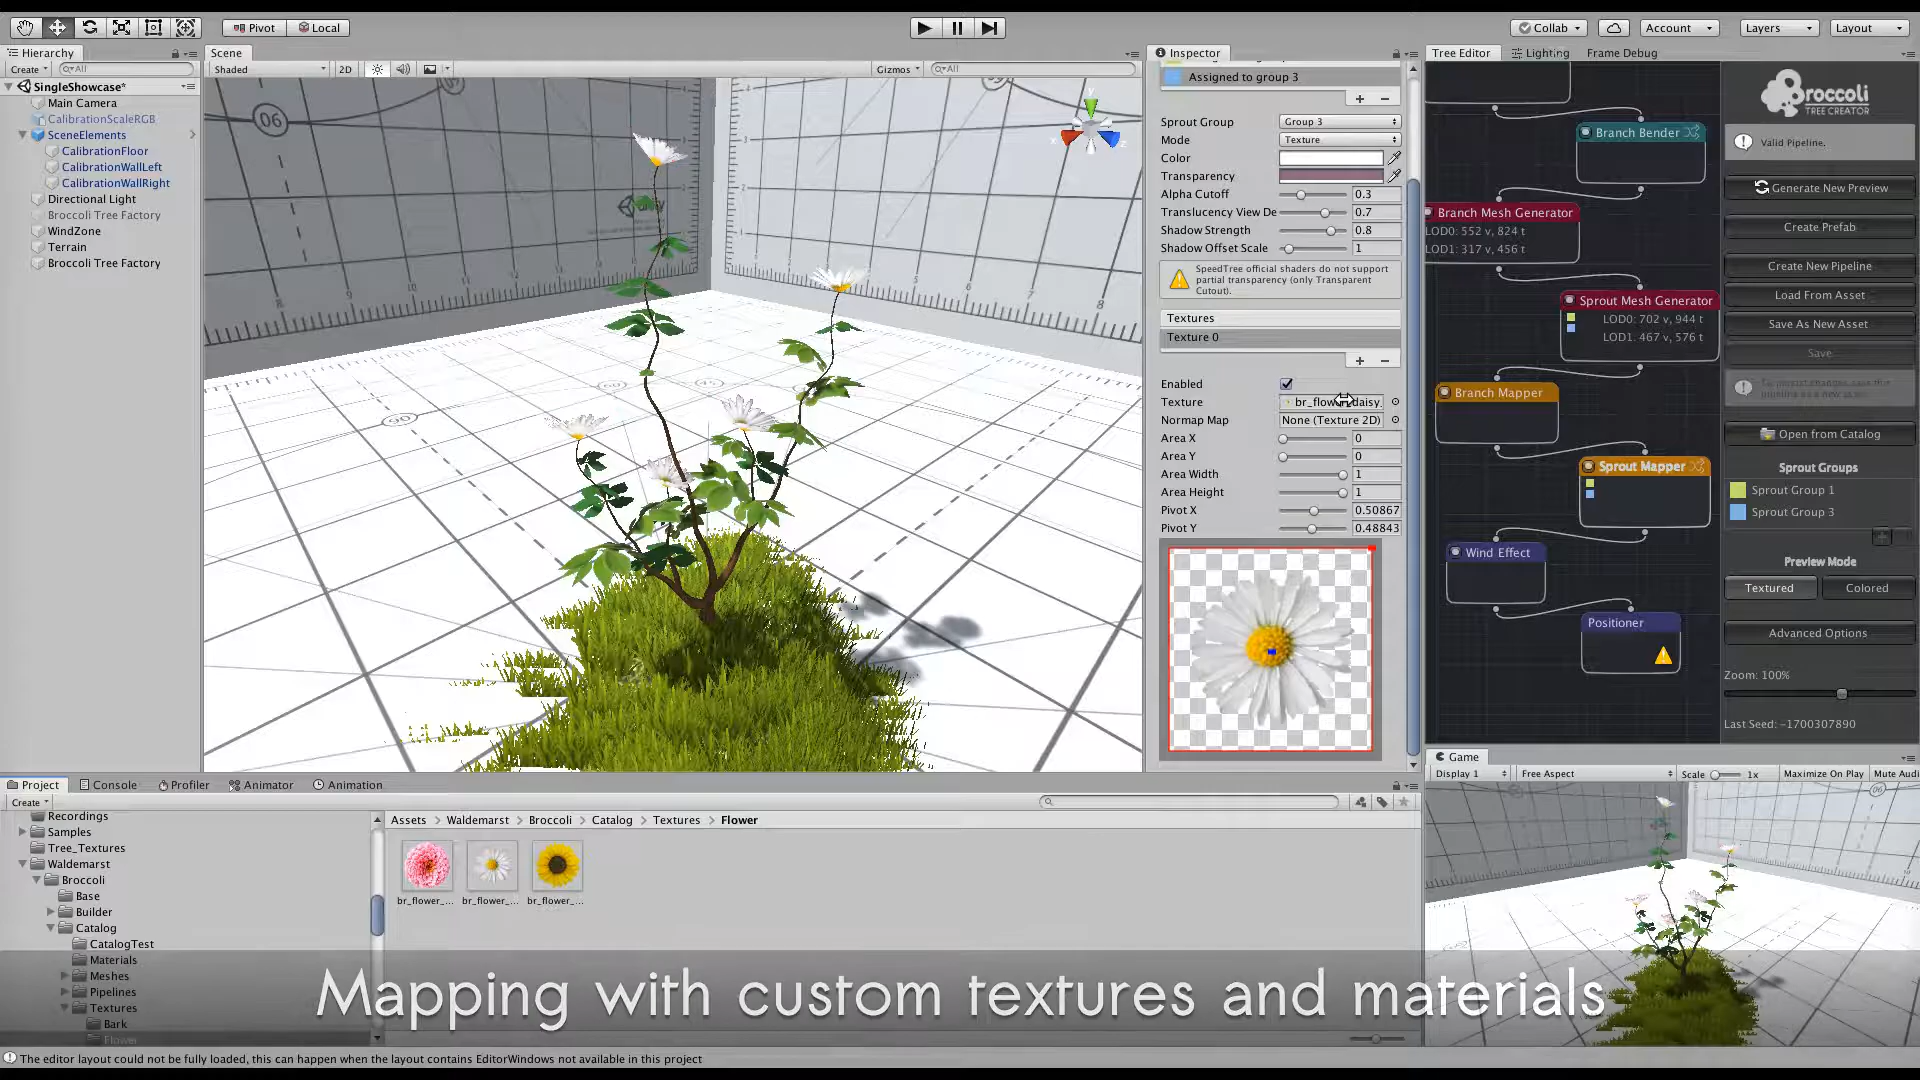 Pivot
Local
Collab
Account
Layers
Layout
Hierarchy
Create
All
SingleShowcase*
Main Camera
CalibrationScaleRGB
SceneElements
CalibrationFloor
CalibrationWallLeft
CalibrationWallRight
Directional Light
Broccoli Tree Factory
WindZone
Terrain
Broccoli Tree Factory
Scene
Shaded
2D
Gizmos
All
06
Inspector
Assigned to group 3
Sprout Group
Group 3
Mode
Texture
Color
Transparency
Alpha Cutoff
0.3
Translucency View De
0.7
Shadow Strength
0.8
Shadow Offset Scale
1
SpeedTree official shaders do not support
partial transparency (only Transparent
Cutout).
Textures
Texture 0
Enabled
Texture
Normap Map
None (Texture 2D)
Area X
0
Area Y
0
Area Width
1
Area Height
1
Pivot X
0.50867
Pivot Y
0.48843
Tree Editor
Lighting
Frame Debug
Branch Bender
Branch Mesh Generator
LOD0: 552 v, 824 t
LOD1: 317 v, 456 t
Sprout Mesh Generator
LOD0: 702 v, 944 t
LOD1: 467 v, 576 t
Branch Mapper
Sprout Mapper
Wind Effect
Positioner
Broccoli
TREE CREATOR
Valid Pipeline.
Generate New Preview
Create Prefab
Create New Pipeline
Load From Asset
Save As New Asset
Save
Open from Catalog
Sprout Groups
Sprout Group 1
Sprout Group 3
Preview Mode
Textured
Colored
Advanced Options
Zoom: 100%
Last Seed: -1700307890
Game
Display 1
Free Aspect
Scale
1x
Maximize On Play
Mute Audi
Project
Console
Profiler
Animator
Animation
Create
Recordings
Samples
Tree_Textures
Waldemarst
Broccoli
Base
Builder
Catalog
CatalogTest
Materials
Meshes
Pipelines
Textures
Bark
Flower
Assets > Waldemarst > Broccoli > Catalog > Textures > Flower
br_flower_...
br_flower_...
br_flower_...
Mapping with custom textures and materials
The editor layout could not be fully loaded, this can happen when the layout contains EditorWindows not available in this project